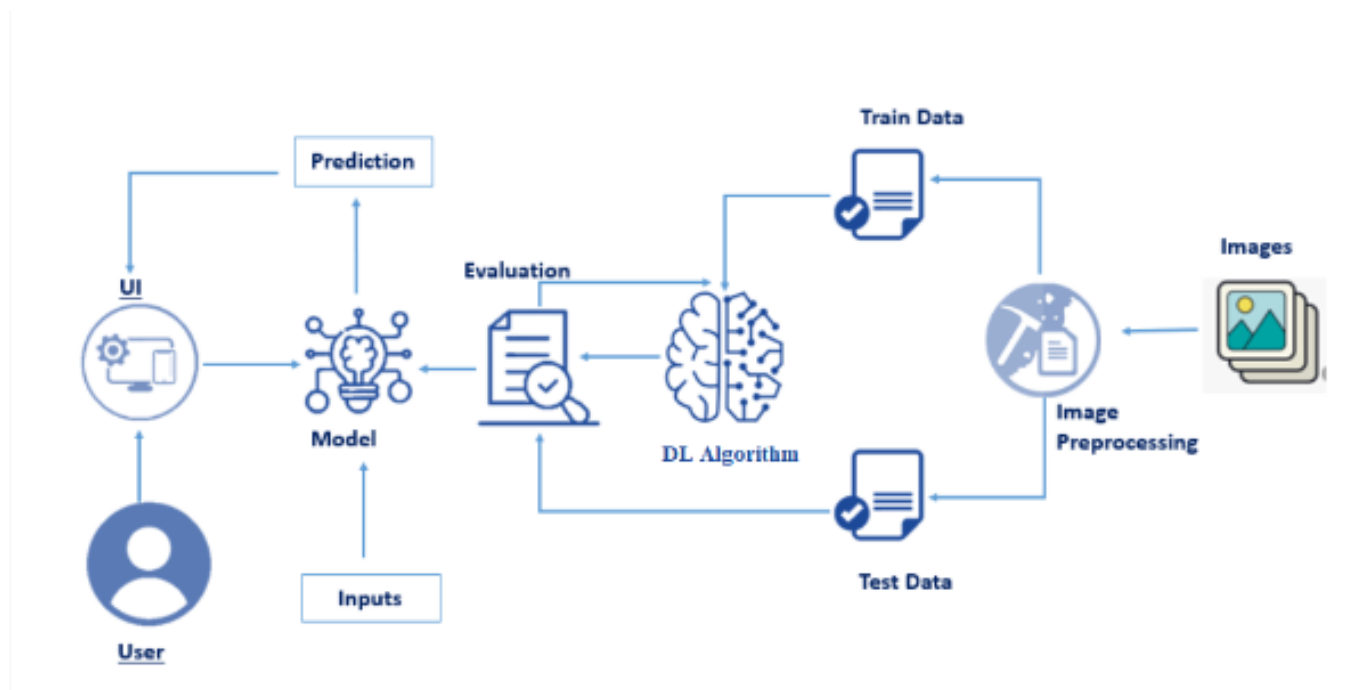 Train Data
Prediction
Images
Evaluation
UI
Image
Preprocessing
Model
DL Algorithm
Test Data
Inputs
User